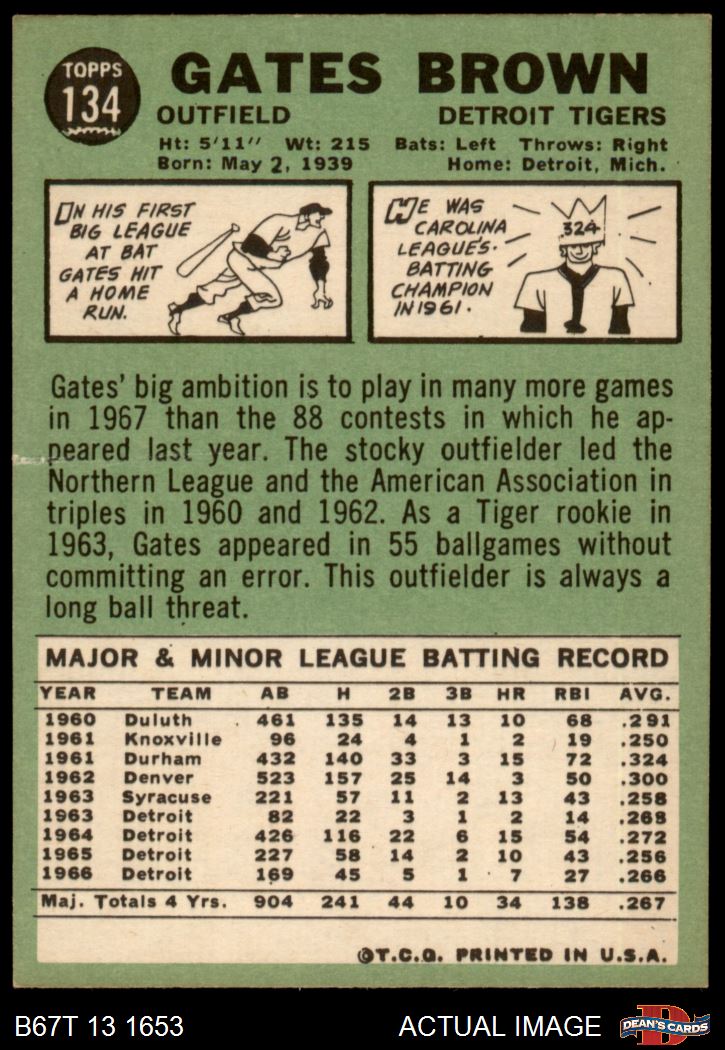 TOPPS
134
GATES BROWN
OUTFIELD DETROIT TIGERS
Ht: 5'11" Wt: 215 Bats: Left Throws: Right
Born: May 2, 1939 Home: Detroit, Mich.
IN HIS FIRST
BIG LEAGUE
AT BAT
GATES HIT
A HOME
RUN.
HE WAS
CAROLINA
LEAGUE'S
BATTING
CHAMPION
IN 1961.
.324
Gates' big ambition is to play in many more games
in 1967 than the 88 contests in which he ap-
peared last year. The stocky outfielder led the
Northern League and the American Association in
triples in 1960 and 1962. As a Tiger rookie in
1963, Gates appeared in 55 ballgames without
committing an error. This outfielder is always a
long ball threat.
MAJOR & MINOR LEAGUE BATTING RECORD
YEAR TEAM AB H 2B 3B HR RBI AVG.
1960 Duluth 461 135 14 13 10 68 .291
1961 Knoxville 96 24 4 1 2 19 .250
1961 Durham 432 140 33 3 15 72 .324
1962 Denver 523 157 25 14 3 50 .300
1963 Syracuse 221 57 11 2 13 43 .258
1963 Detroit 82 22 3 1 2 14 .268
1964 Detroit 426 116 22 6 15 54 .272
1965 Detroit 227 58 14 2 10 43 .256
1966 Detroit 169 45 5 1 7 27 .266
Maj. Totals 4 Yrs. 904 241 44 10 34 138 .267
©T.C.G. PRINTED IN U.S.A.
B67T 13 1653 ACTUAL IMAGE
D
DEAN'S CARDS